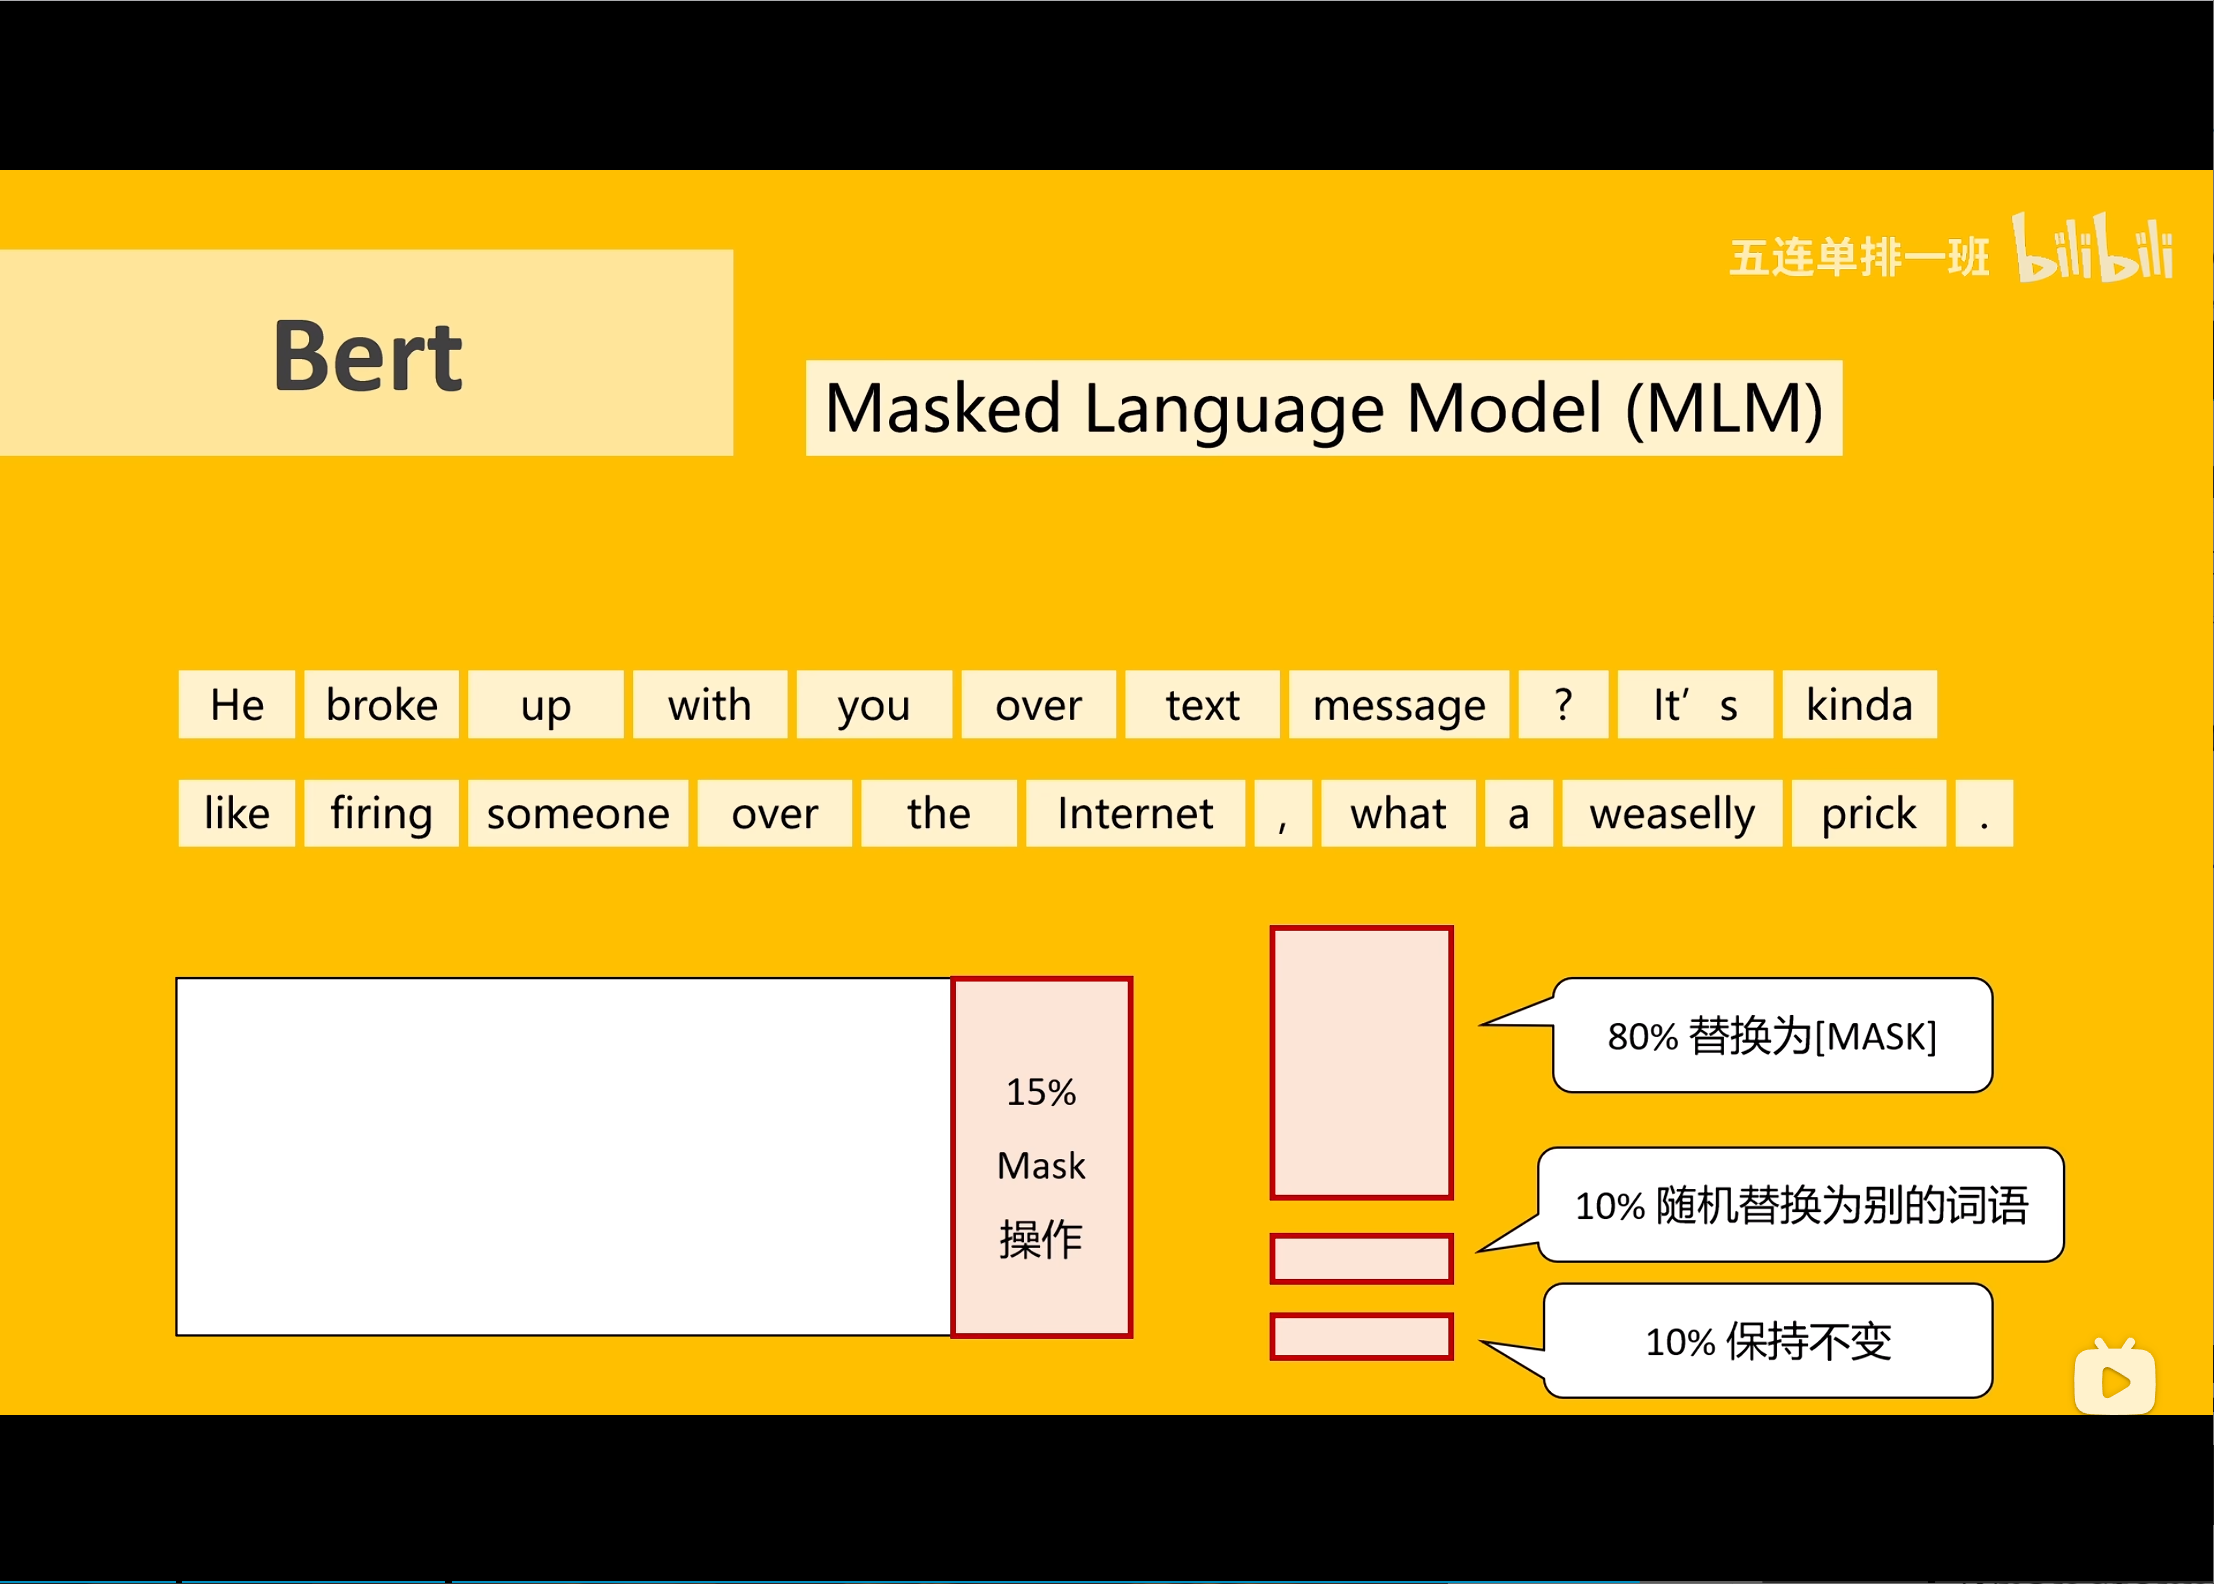 五连单排一班 bilibili
Bert
Masked Language Model (MLM)
He broke up with you over text message ? It's kinda
like firing someone over the Internet , what a weaselly prick .
15%
Mask
操作
80% 替换为[MASK]
10% 随机替换为别的词语
10% 保持不变